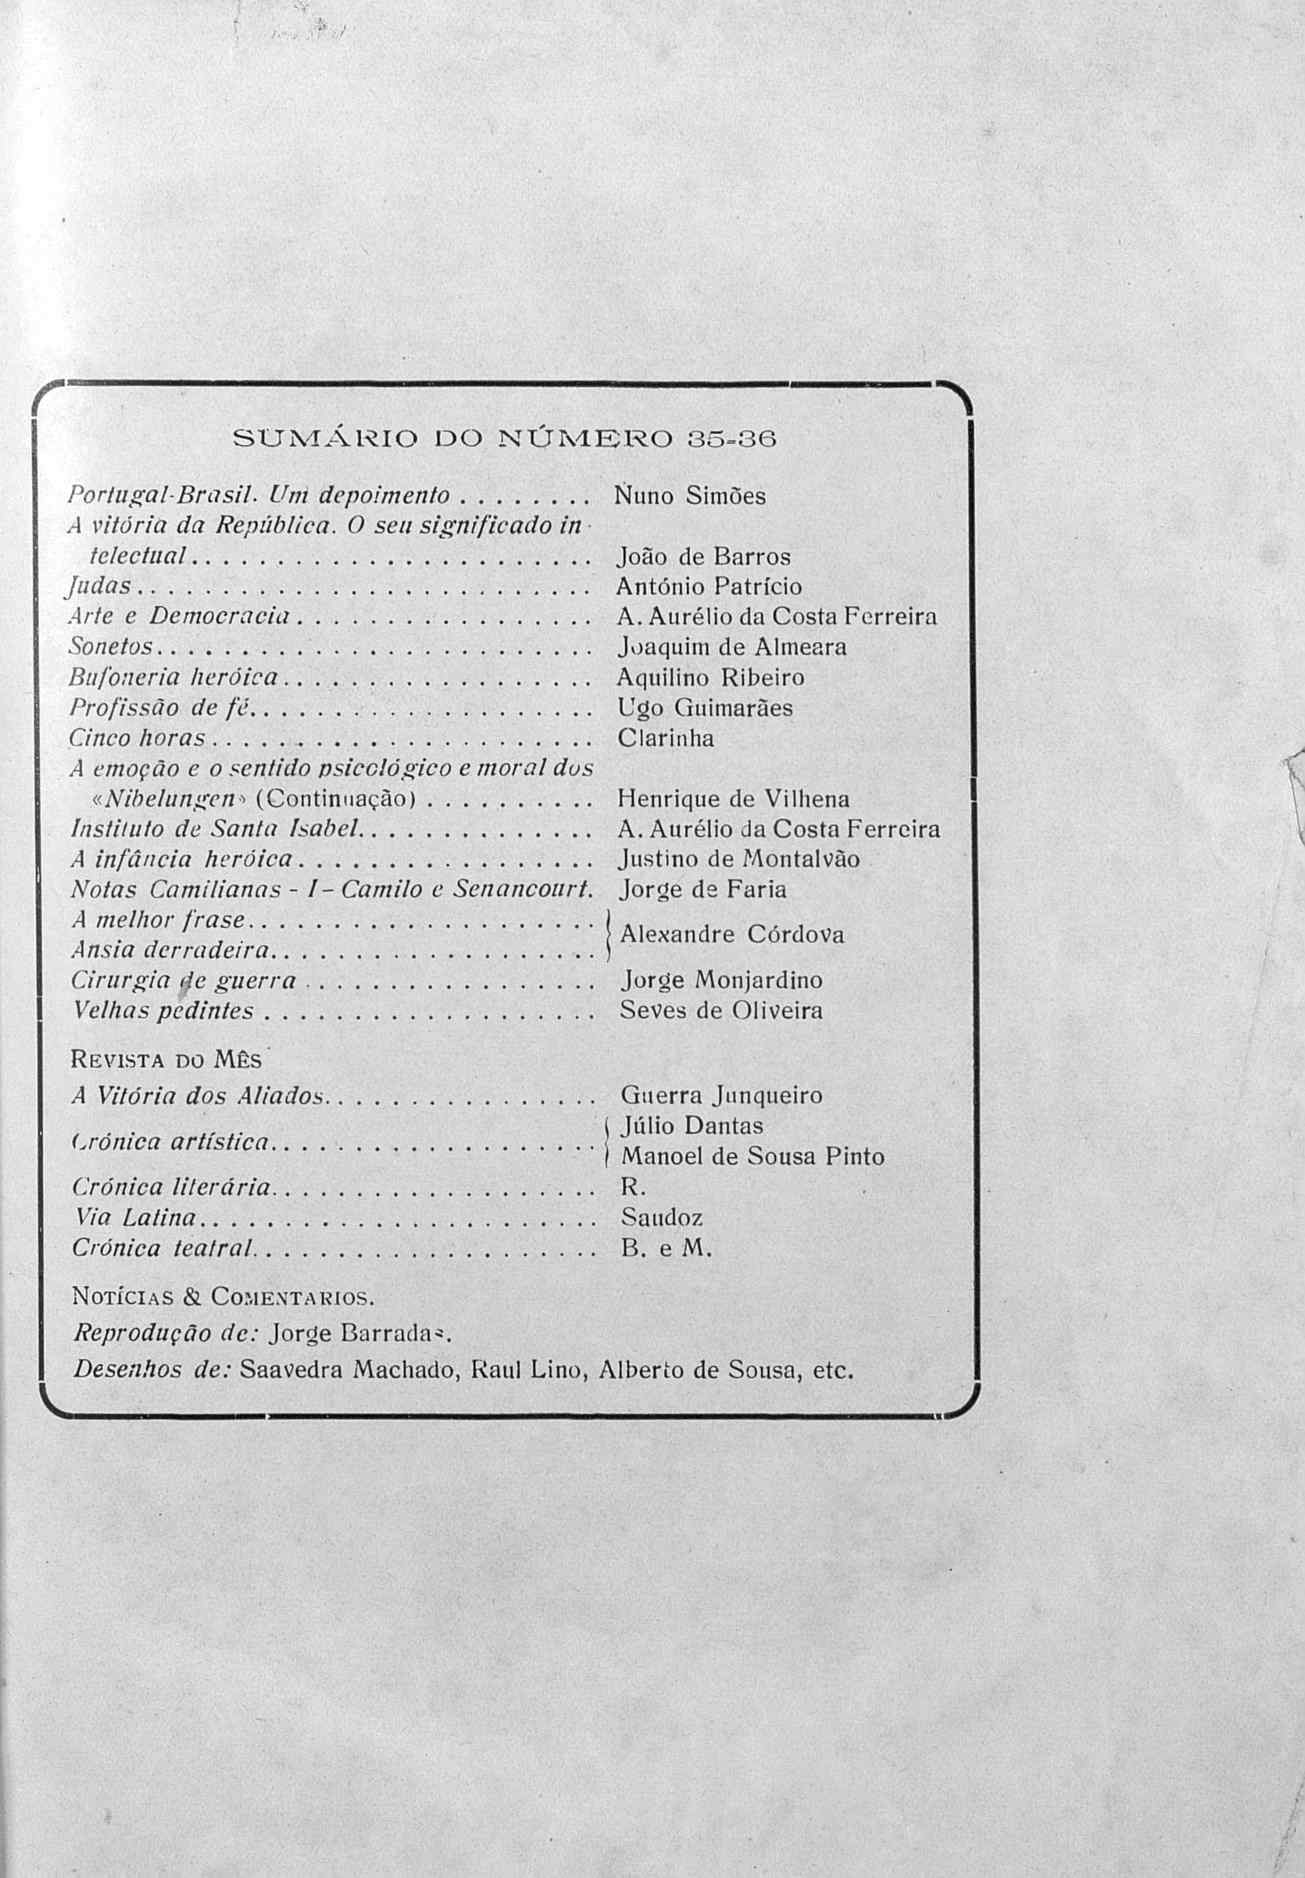 SUMÁRIO DO NÚMERO 35-36
Portugal-Brasil. Um depoimento ........ Nuno Simões
A vitória da República. O seu significado in-
telectual...................... João de Barros
Judas......................... António Patrício
Arte e Democracia................. A. Aurélio da Costa Ferreira
Sonetos........................ Joaquim de Almeara
Bufoneria heróica................. Aquilino Ribeiro
Profissão de fé................... Ugo Guimarães
Cinco horas..................... Clarinha
A emoção e o sentido psicológico e moral dos
«Nibelungen» (Continuação) .......... Henrique de Vilhena
Instituto de Santa Isabel............. A. Aurélio da Costa Ferreira
A infância heróica................. Justino de Montalvão
Notas Camilianas - I - Camilo e Senancourt. Jorge de Faria
A melhor frase...................
Alexandre Córdova
Ansia derradeira..................
Cirurgia de guerra ................ Jorge Monjardino
Velhas pedintes ................... Seves de Oliveira
REVISTA DO MÊS
A Vitória dos Aliados............... Guerra Junqueiro
Júlio Dantas
Crónica artística..................
Manoel de Sousa Pinto
Crónica literária.................. R.
Via Latina...................... Saudoz
Crónica teatral................... B. e M.
NOTÍCIAS & COMENTARIOS.
Reprodução de: Jorge Barradas.
Desenhos de: Saavedra Machado, Raul Lino, Alberto de Sousa, etc.